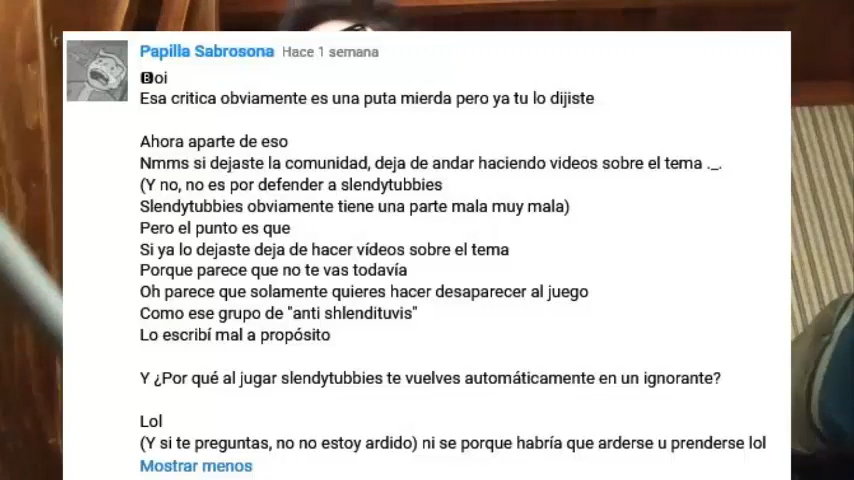 Papilla Sabrosona Hace 1 semana
🅱oi
Esa critica obviamente es una puta mierda pero ya tu lo dijiste
Ahora aparte de eso
Nmms si dejaste la comunidad, deja de andar haciendo videos sobre el tema ._.
(Y no, no es por defender a slendytubbies
Slendytubbies obviamente tiene una parte mala muy mala)
Pero el punto es que
Si ya lo dejaste deja de hacer vídeos sobre el tema
Porque parece que no te vas todavía
Oh parece que solamente quieres hacer desaparecer al juego
Como ese grupo de "anti shlendituvis"
Lo escribí mal a propósito
Y ¿Por qué al jugar slendytubbies te vuelves automáticamente en un ignorante?
Lol
(Y si te preguntas, no no estoy ardido) ni se porque habría que arderse u prenderse lol
Mostrar menos